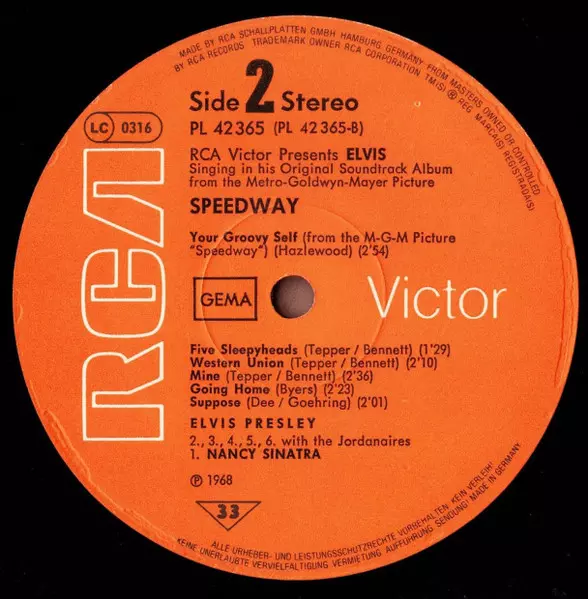 MADE BY RCA SCHALLPLATTEN GMBH HAMBURG, GERMANY, FROM MASTERS OWNED OR CONTROLLED
BY RCA RECORDS TRADEMARK OWNER RCA CORPORATION TM(S) ® REG. MARCA(S) REGISTRADA(S)
Side 2 Stereo
PL 42365 (PL 42365-B)
LC 0316
RCA Victor Presents ELVIS
Singing in his Original Soundtrack Album
from the Metro-Goldwyn-Mayer Picture
SPEEDWAY
Your Groovy Self (from the M-G-M Picture
"Speedway") (Hazlewood) (2'54)
RCA
GEMA
Victor
Five Sleepyheads (Tepper / Bennett) (1'29)
Western Union (Tepper / Bennett) (2'10)
Mine (Tepper / Bennett) (2'36)
Going Home (Byers) (2'23)
Suppose (Dee / Goehring) (2'01)
ELVIS PRESLEY
2., 3., 4., 5., 6. with the Jordanaires
1. NANCY SINATRA
℗ 1968
33
ALLE URHEBER- UND LEISTUNGSSCHUTZRECHTE VORBEHALTEN KEIN VERLEIH!
KEINE UNERLAUBTE VERVIELFÄLTIGUNG VERMIETUNG AUFFÜHRUNG SENDUNG! MADE IN GERMANY.